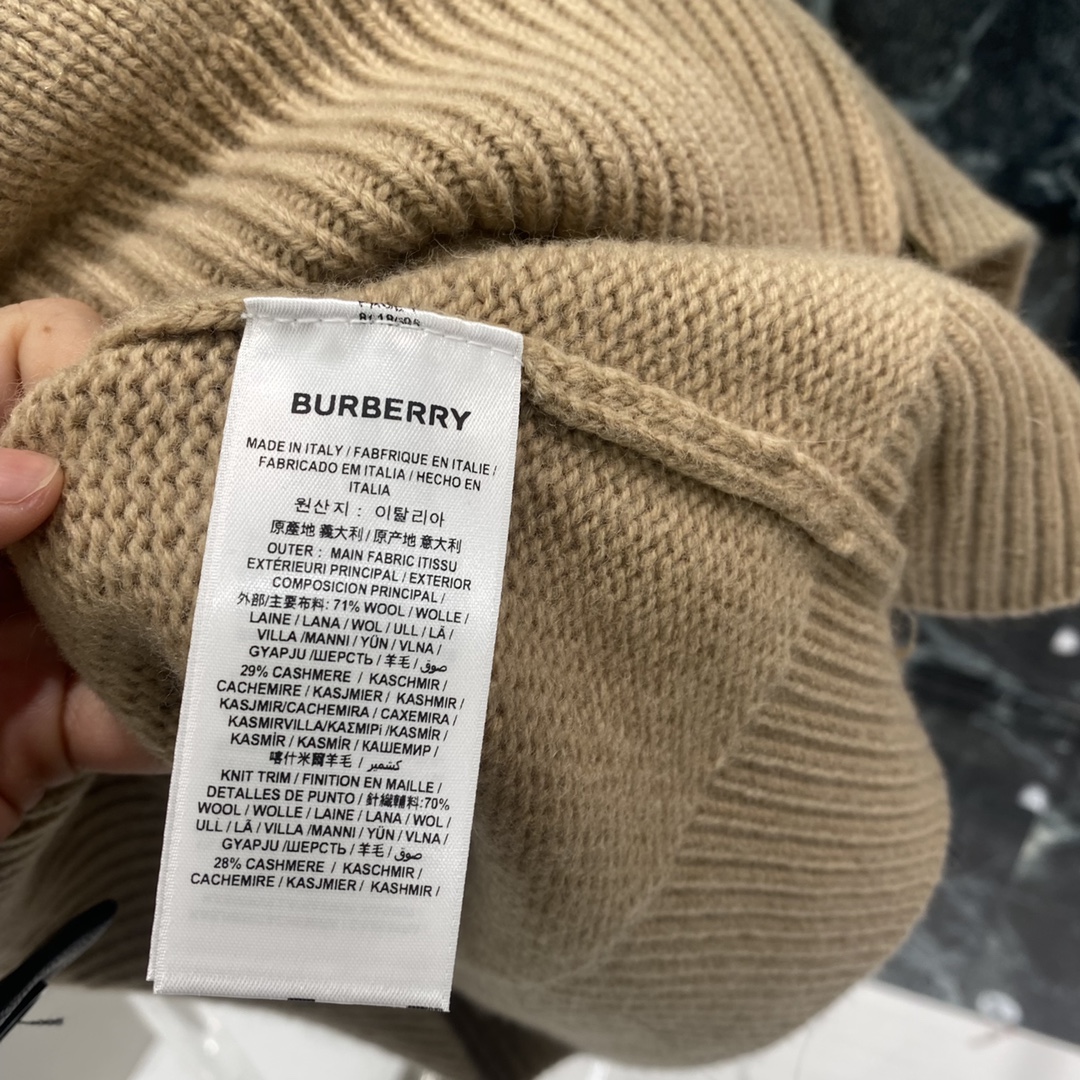 BURBERRY
MADE IN ITALY / FABFRIQUE EN ITALIE /
FABRICADO EM ITALIA / HECHO EN
ITALIA
원산지 : 이탈리아
原產地 義大利 / 原产地 意大利
OUTER : MAIN FABRIC ITISSU
EXTÉRIEURI PRINCIPAL / EXTERIOR
COMPOSICION PRINCIPAL /
外部/主要布料: 71% WOOL / WOLLE /
LAINE / LANA / WOL / ULL / LÃ /
VILLA /MANNI / YÜN / VLNA /
GYAPJU /ШЕРСТЬ / 羊毛 / صوف
29% CASHMERE / KASCHMIR /
CACHEMIRE / KASJMIER / KASHMIR /
KASJMIR/CACHEMIRA / CAXEMIRA /
KASMIRVILLA/ΚΑΣΜΙΡi /KASMİR/
KASMÍR / KASMÍR / КАШЕМИР /
喀什米爾羊毛 / كشمير
KNIT TRIM / FINITION EN MAILLE /
DETALLES DE PUNTO / 針織輔料:70%
WOOL / WOLLE / LAINE / LANA / WOL /
ULL / LÃ / VILLA /MANNI / YÜN / VLNA /
GYAPJU /ШЕРСТЬ / 羊毛 / صوف
28% CASHMERE / KASCHMIR /
CACHEMIRE / KASJMIER / KASHMIR /